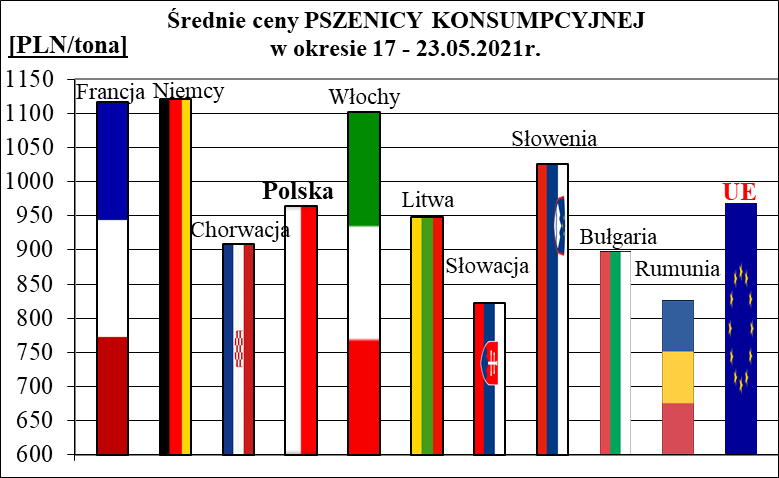 Średnie ceny PSZENICY KONSUMPCYJNEJ
w okresie 17 - 23.05.2021r.
[PLN/tona]
1150
1100
1050
1000
950
900
850
800
750
700
650
600
Francja
Niemcy
Chorwacja
Polska
Włochy
Litwa
Słowacja
Słowenia
Bułgaria
Rumunia
UE